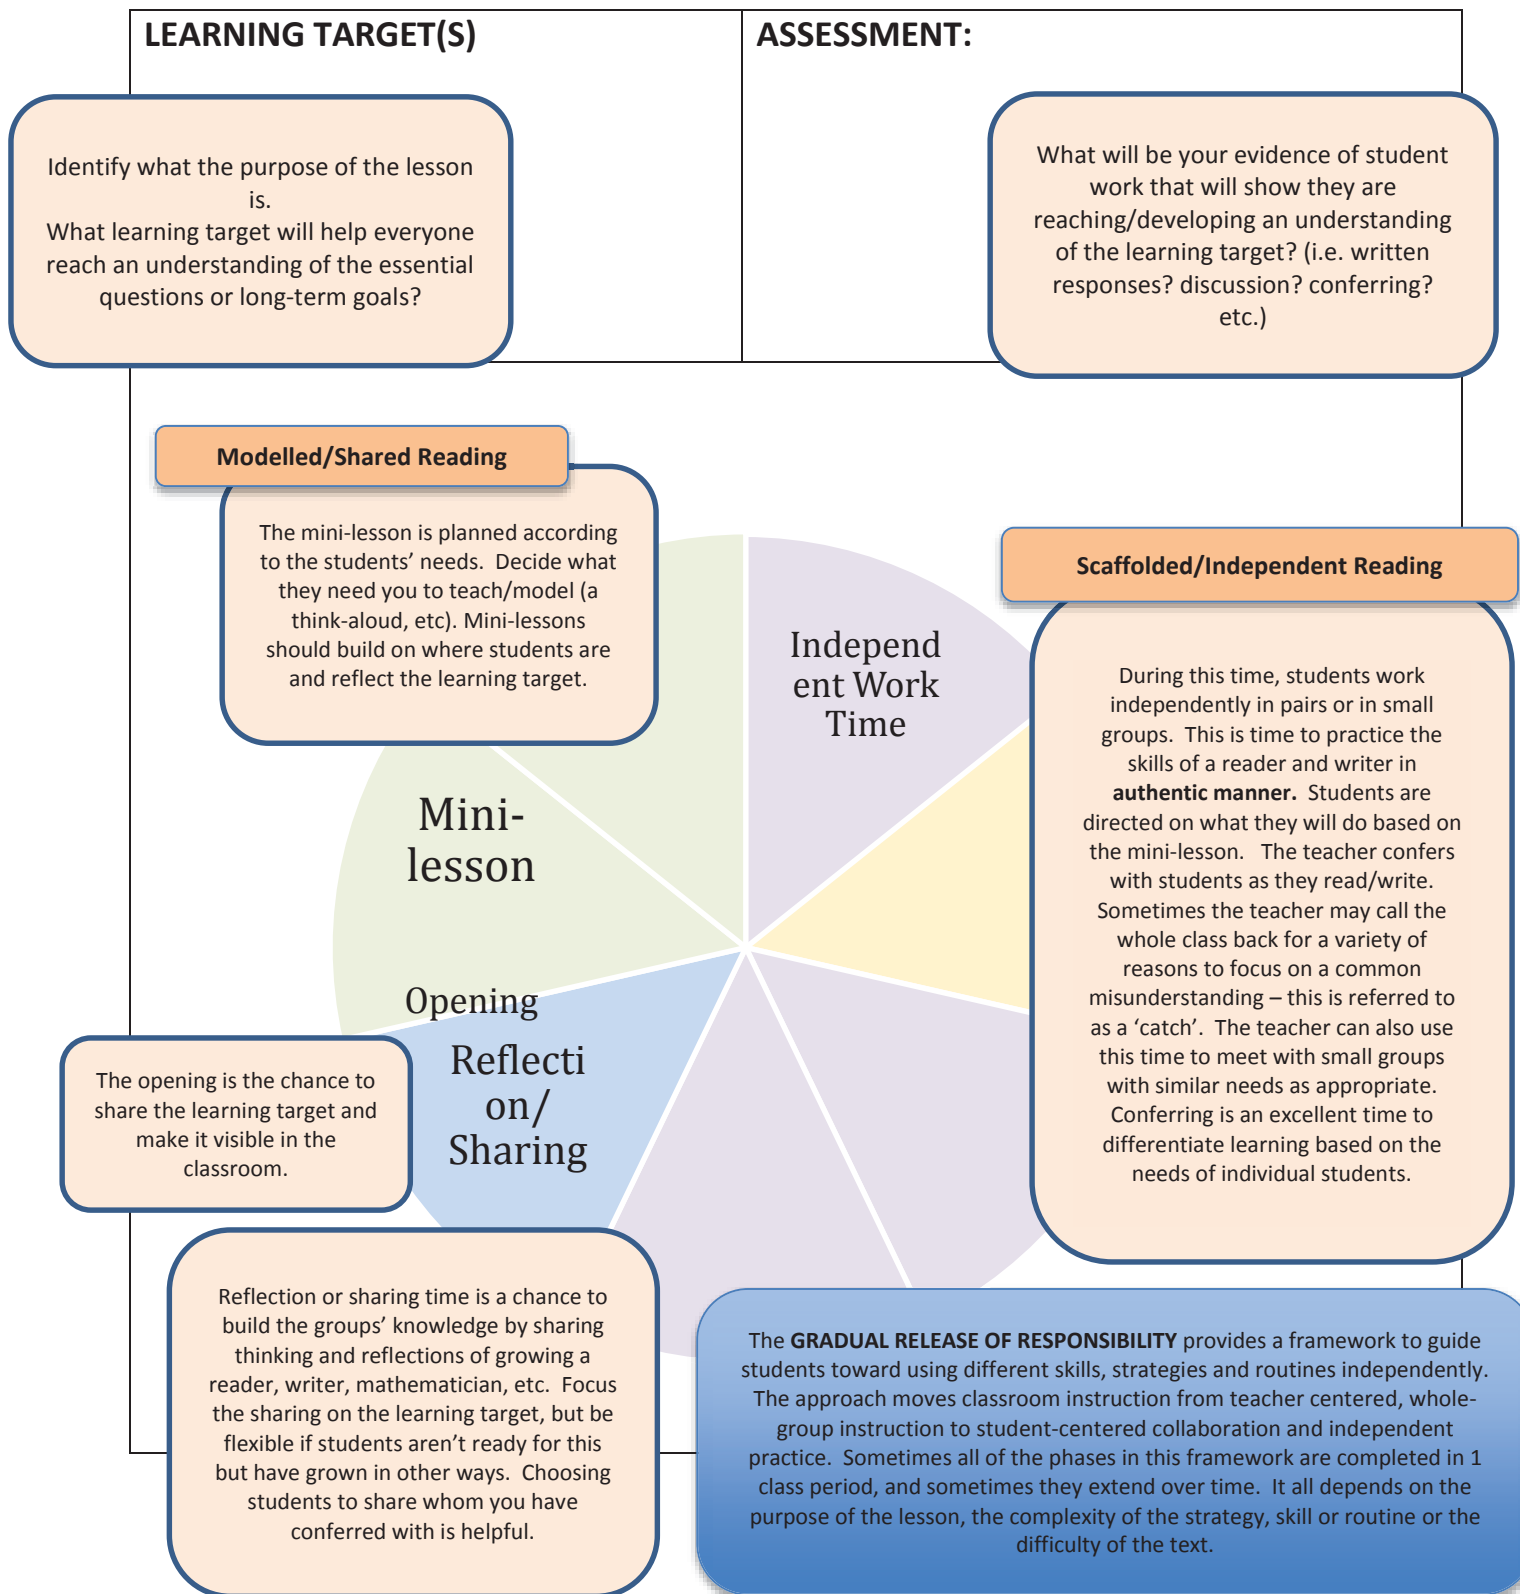 LEARNING TARGET(S)
ASSESSMENT:
Identify what the purpose of the lesson
is.
What learning target will help everyone
reach an understanding of the essential
questions or long-term goals?
What will be your evidence of student
work that will show they are
reaching/developing an understanding
of the learning target? (i.e. written
responses? discussion? conferring?
etc.)
Modelled/Shared Reading
The mini-lesson is planned according
to the students’ needs.  Decide what
they need you to teach/model (a
think-aloud, etc). Mini-lessons
should build on where students are
and reflect the learning target.
Scaffolded/Independent Reading
During this time, students work
independently in pairs or in small
groups.  This is time to practice the
skills of a reader and writer in
authentic manner.  Students are
directed on what they will do based on
the mini-lesson.   The teacher confers
with students as they read/write.
Sometimes the teacher may call the
whole class back for a variety of
reasons to focus on a common
misunderstanding – this is referred to
as a ‘catch’.  The teacher can also use
this time to meet with small groups
with similar needs as appropriate.
Conferring is an excellent time to
differentiate learning based on the
needs of individual students.
Independ
ent Work
Time
Mini-
lesson
Opening
Reflecti
on/
Sharing
The opening is the chance to
share the learning target and
make it visible in the
classroom.
Reflection or sharing time is a chance to
build the groups’ knowledge by sharing
thinking and reflections of growing a
reader, writer, mathematician, etc.  Focus
the sharing on the learning target, but be
flexible if students aren’t ready for this
but have grown in other ways.  Choosing
students to share whom you have
conferred with is helpful.
The GRADUAL RELEASE OF RESPONSIBILITY provides a framework to guide
students toward using different skills, strategies and routines independently.
The approach moves classroom instruction from teacher centered, whole-
group instruction to student-centered collaboration and independent
practice.  Sometimes all of the phases in this framework are completed in 1
class period, and sometimes they extend over time.  It all depends on the
purpose of the lesson, the complexity of the strategy, skill or routine or the
difficulty of the text.